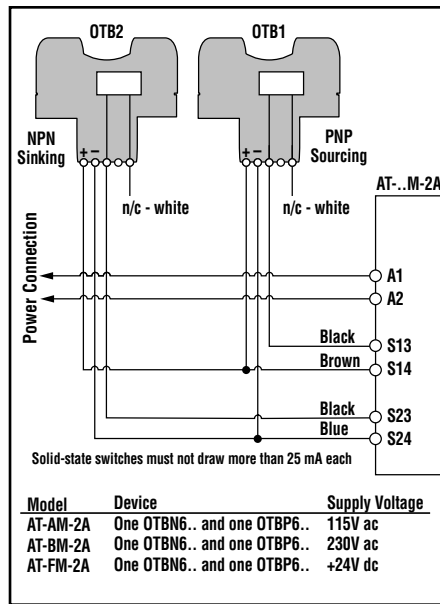 OTB2
OTB1
NPN
Sinking
PNP
Sourcing
+ −
+ −
AT-..M-2A
n/c - white
n/c - white
Power Connection
A1
A2
Black
S13
Brown
S14
Black
S23
Blue
S24
Solid-state switches must not draw more than 25 mA each
Model Device Supply Voltage
AT-AM-2A One OTBN6.. and one OTBP6.. 115V ac
AT-BM-2A One OTBN6.. and one OTBP6.. 230V ac
AT-FM-2A One OTBN6.. and one OTBP6.. +24V dc